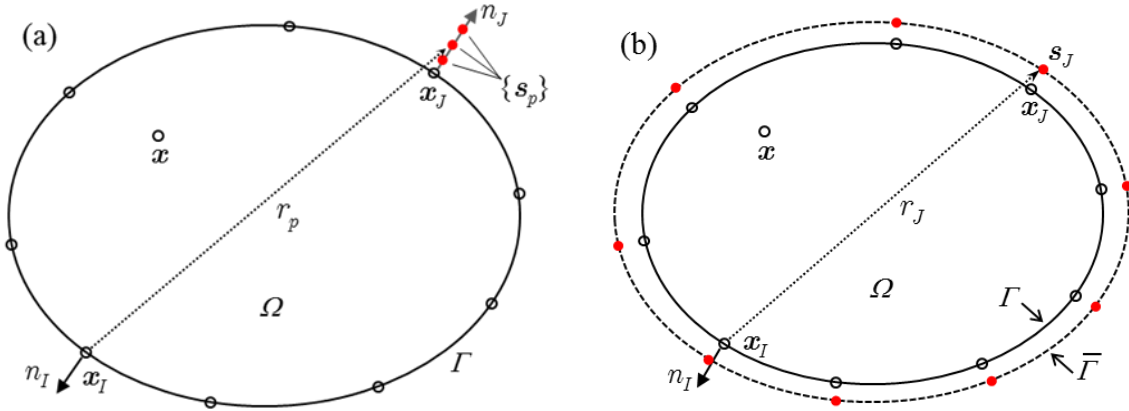 (a)
n_J
x_J
{s_p}
x
r_p
Ω
n_I
x_I
Γ
(b)
s_J
x_J
x
r_J
Ω
Γ
x_I
n_I
Γ̅